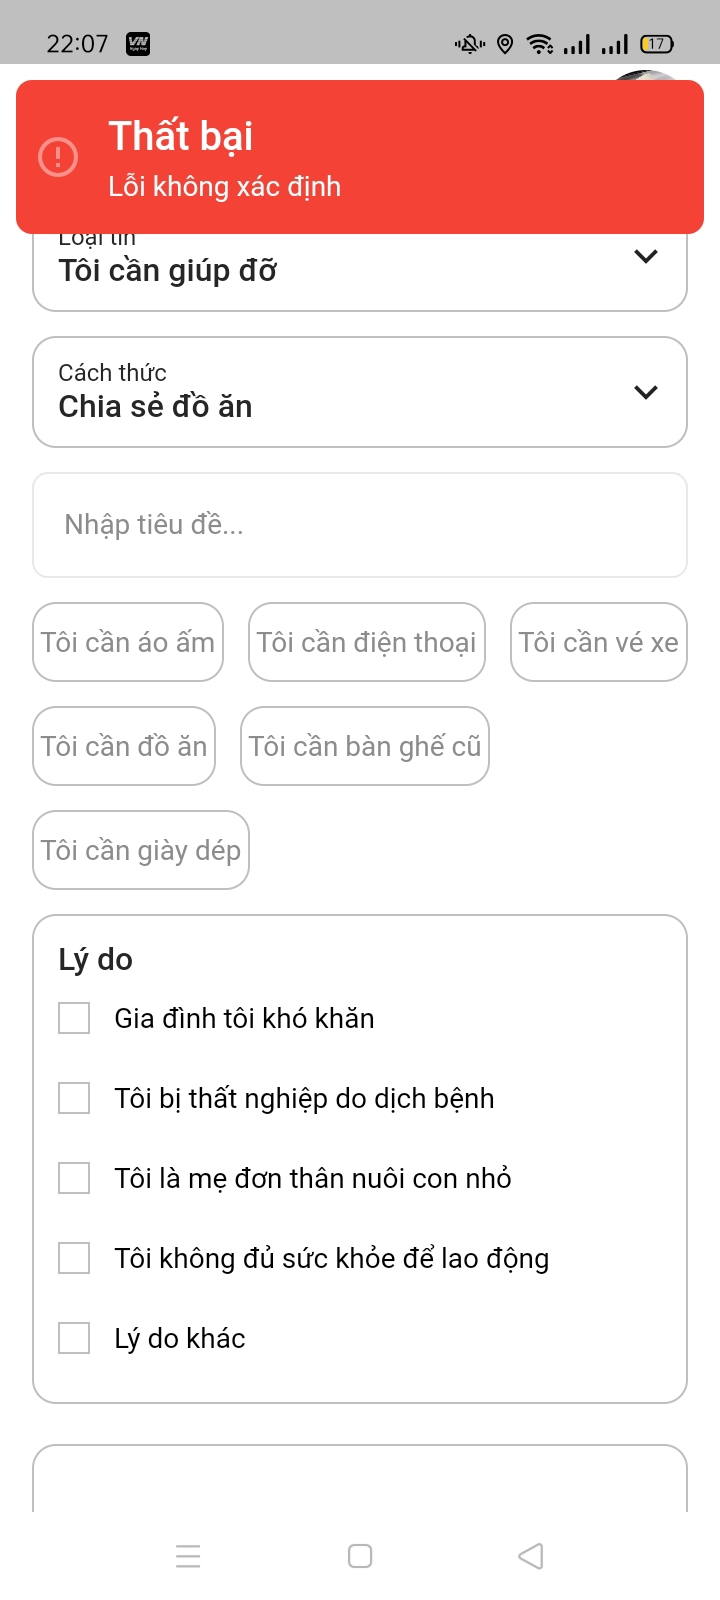 22:07
VN
17
Thất bại
Lỗi không xác định
Loại tin
Tôi cần giúp đỡ
Cách thức
Chia sẻ đồ ăn
Nhập tiêu đề...
Tôi cần áo ấm Tôi cần điện thoại Tôi cần vé xe
Tôi cần đồ ăn Tôi cần bàn ghế cũ
Tôi cần giày dép
Lý do
Gia đình tôi khó khăn
Tôi bị thất nghiệp do dịch bệnh
Tôi là mẹ đơn thân nuôi con nhỏ
Tôi không đủ sức khỏe để lao động
Lý do khác